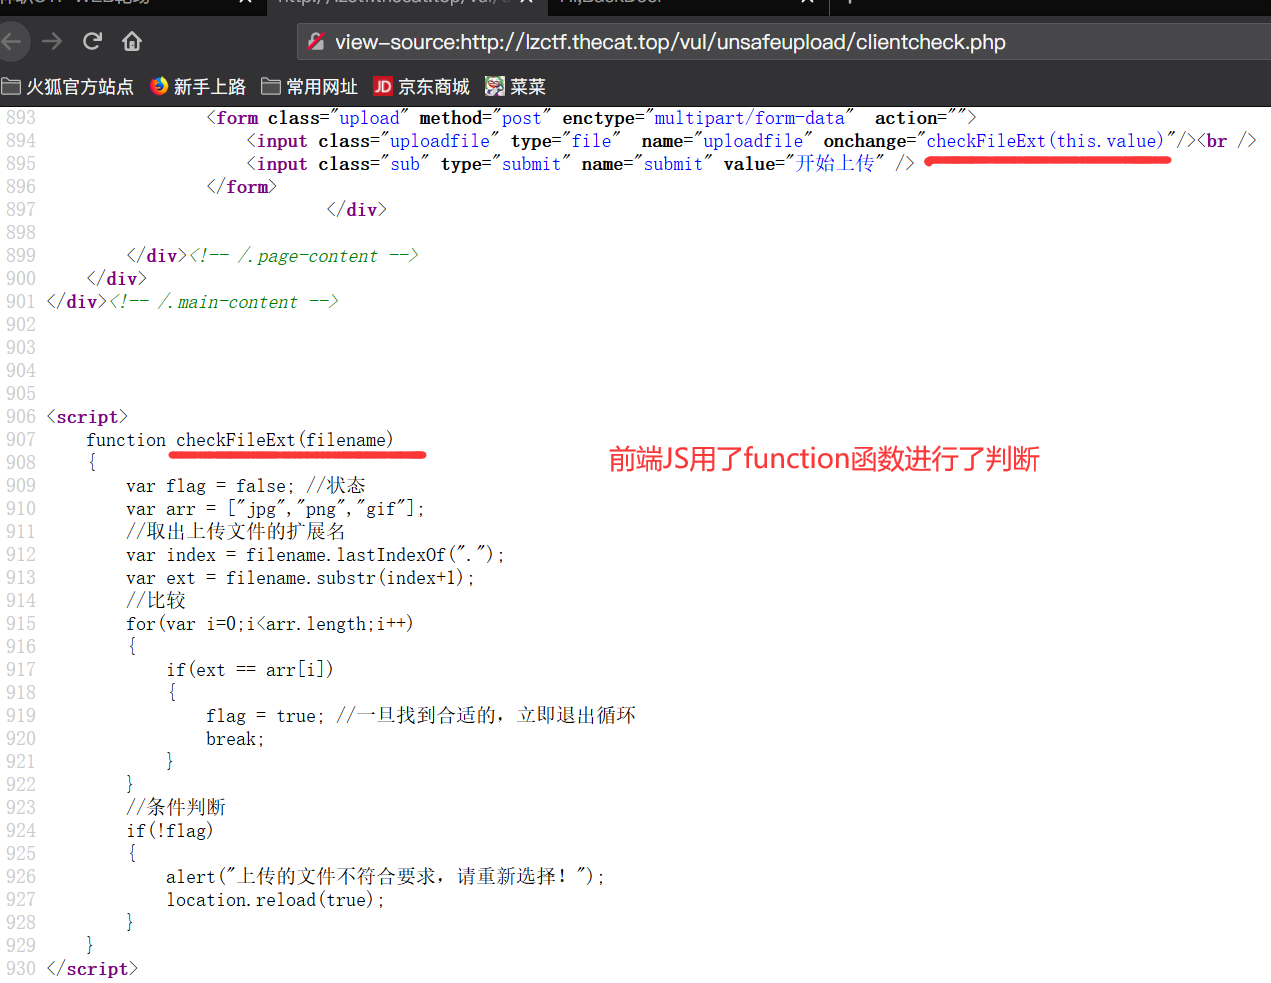 view-source:http://lzctf.thecat.top/vul/unsafeupload/clientcheck.php
火狐官方站点 新手上路 常用网址 JD 京东商城 菜菜
893 <form class="upload" method="post" enctype="multipart/form-data"  action="">
894 <input class="uploadfile" type="file"  name="uploadfile" onchange="checkFileExt(this.value)"/><br />
895 <input class="sub" type="submit" name="submit" value="开始上传" />
896 </form>
897 </div>
898
899 </div><!-- /.page-content -->
900 </div>
901 </div><!-- /.main-content -->
902
903
904
905
906 <script>
907 function checkFileExt(filename)
前端JS用了function函数进行了判断
908 {
909 var flag = false; //状态
910 var arr = ["jpg","png","gif"];
911 //取出上传文件的扩展名
912 var index = filename.lastIndexOf(".");
913 var ext = filename.substr(index+1);
914 //比较
915 for(var i=0;i<arr.length;i++)
916 {
917 if(ext == arr[i])
918 {
919 flag = true; //一旦找到合适的，立即退出循环
920 break;
921 }
922 }
923 //条件判断
924 if(!flag)
925 {
926 alert("上传的文件不符合要求，请重新选择！");
927 location.reload(true);
928 }
929 }
930 </script>